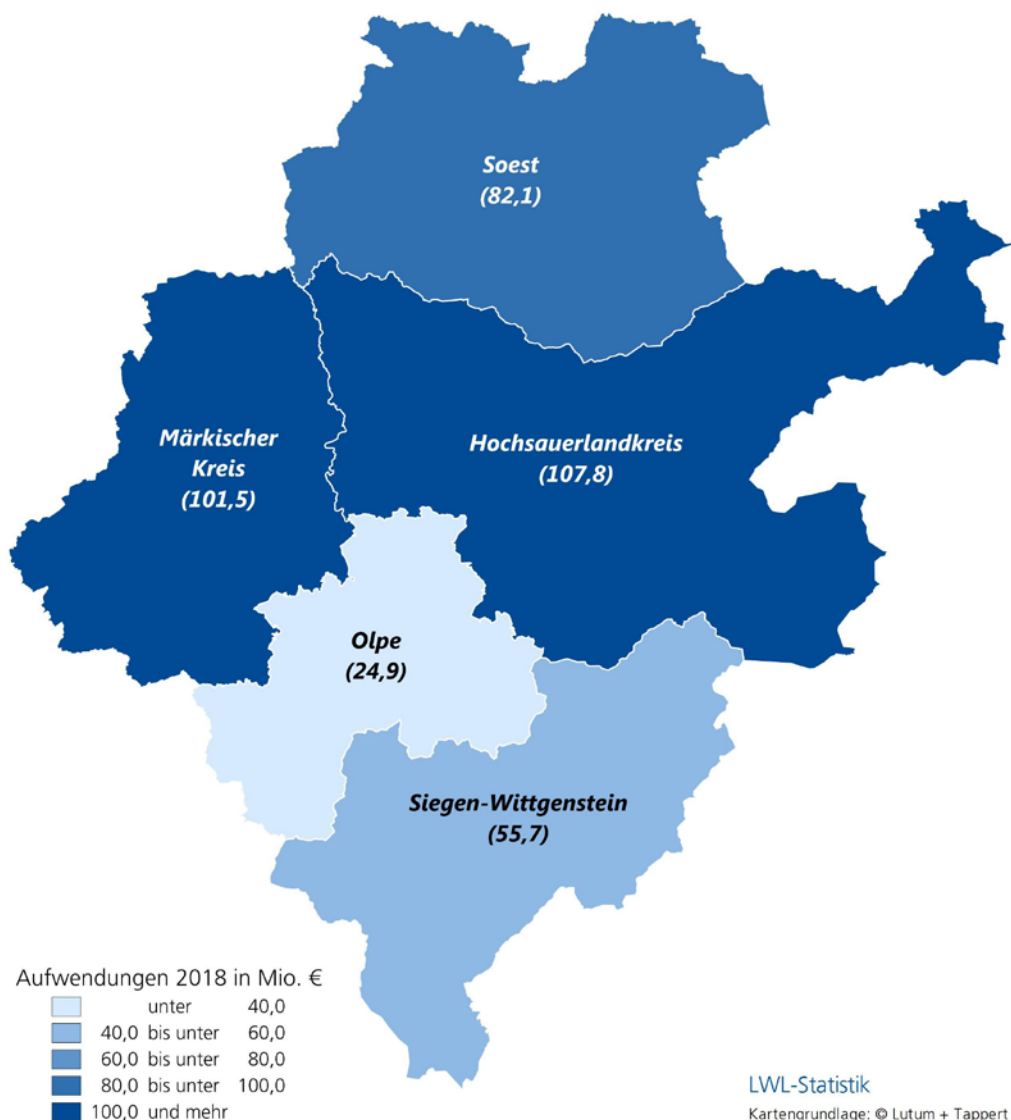 Soest
(82,1)
Märkischer
Kreis
(101,5)
Hochsauerlandkreis
(107,8)
Olpe
(24,9)
Siegen-Wittgenstein
(55,7)
Aufwendungen 2018 in Mio. €
unter 40,0
40,0 bis unter 60,0
60,0 bis unter 80,0
80,0 bis unter 100,0
100,0 und mehr
LWL-Statistik
Kartengrundlage: © Lutum + Tappert